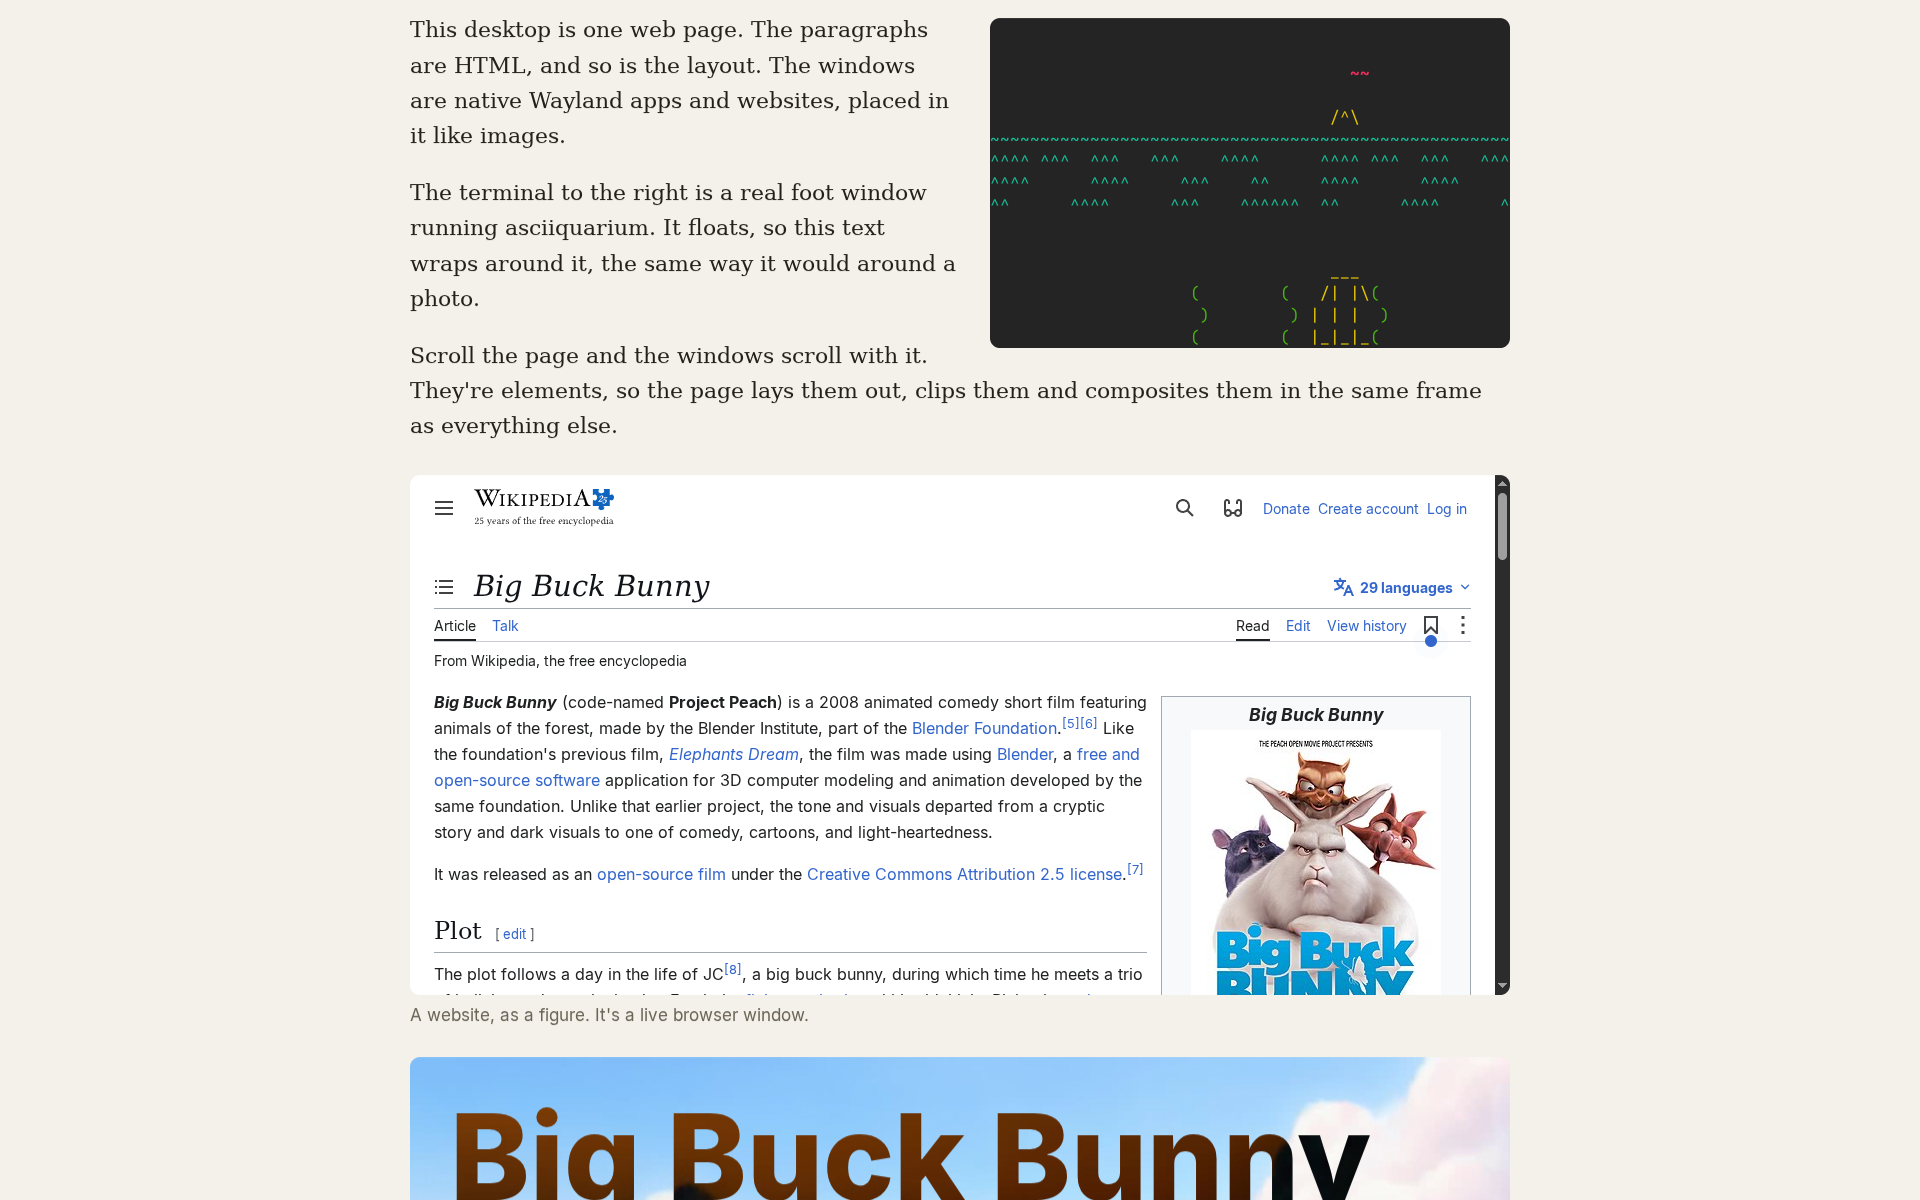 This desktop is one web page. The paragraphs
are HTML, and so is the layout. The windows
are native Wayland apps and websites, placed in
it like images.
The terminal to the right is a real foot window
running asciiquarium. It floats, so this text
wraps around it, the same way it would around a
photo.
Scroll the page and the windows scroll with it.
They're elements, so the page lays them out, clips them and composites them in the same frame
as everything else.
WIKIPEDIA 25
25 years of the free encyclopedia
Donate Create account Log in
Big Buck Bunny
29 languages
Article Talk
Read Edit View history
From Wikipedia, the free encyclopedia
Big Buck Bunny (code-named Project Peach) is a 2008 animated comedy short film featuring
animals of the forest, made by the Blender Institute, part of the Blender Foundation.[5][6] Like
the foundation's previous film, Elephants Dream, the film was made using Blender, a free and
open-source software application for 3D computer modeling and animation developed by the
same foundation. Unlike that earlier project, the tone and visuals departed from a cryptic
story and dark visuals to one of comedy, cartoons, and light-heartedness.
It was released as an open-source film under the Creative Commons Attribution 2.5 license.[7]
Plot [ edit ]
The plot follows a day in the life of JC[8], a big buck bunny, during which time he meets a trio
Big Buck Bunny
THE PEACH OPEN MOVIE PROJECT PRESENTS
Big Buck
BUNNY
A website, as a figure. It's a live browser window.
Big Buck Bunny